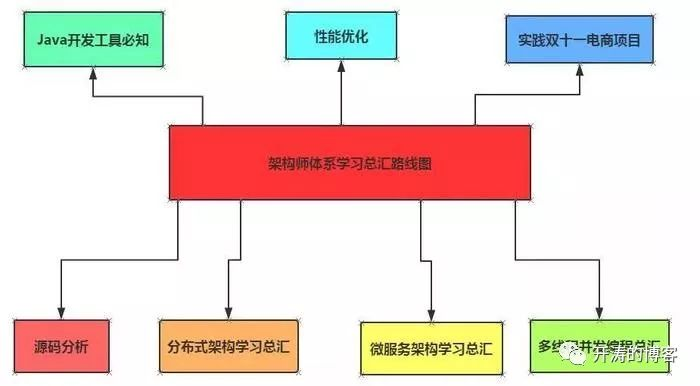 Java开发工具必知
性能优化
实践双十一电商项目
架构师体系学习总汇路线图
源码分析
分布式架构学习总汇
微服务架构学习总汇
多线程并发编程总汇
开涛的博客